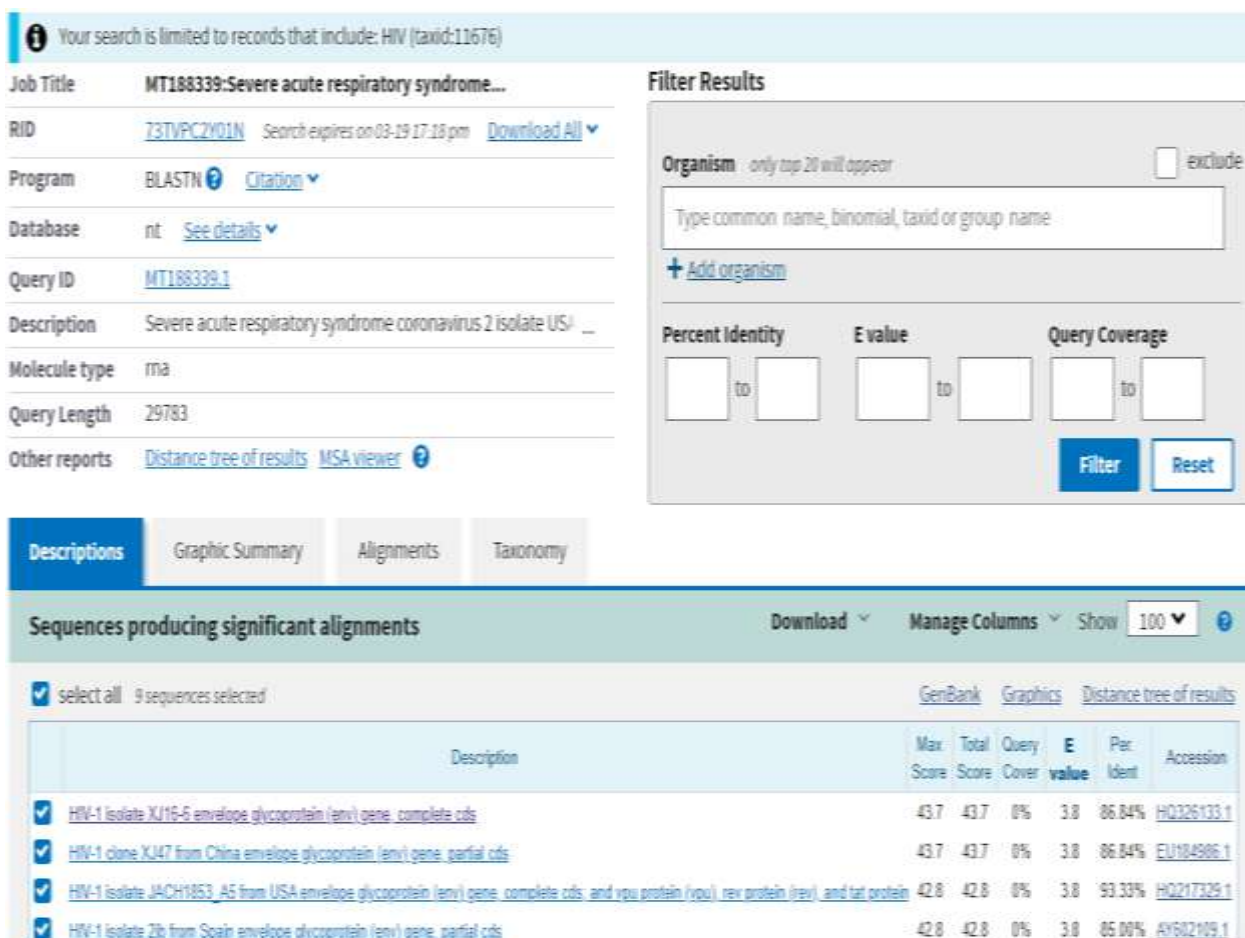 Your search is limited to records that include: HIV (taxid:11676)
Job Title MT188339:Severe acute respiratory syndrome...
RID 73TVPC2Y01N Search expires on 03-19 17:18 pm Download All
Program BLASTN Citation
Database nt See details
Query ID MT188339.1
Description Severe acute respiratory syndrome coronavirus 2 isolate USA ...
Molecule type rna
Query Length 29783
Other reports Distance tree of results MSA viewer
Filter Results
Organism only top 20 will appear exclude
Type common name, binomial, taxid or group name
+ Add organism
Percent Identity E value Query Coverage
to to to
Filter Reset
Descriptions Graphic Summary Alignments Taxonomy
Sequences producing significant alignments Download Manage Columns Show 100
select all 9 sequences selected GenBank Graphics Distance tree of results
Description Max Score Total Score Query Cover E value Per. Ident Accession
HIV-1 isolate XJ16-6 envelope glycoprotein (env) gene, complete cds 43.7 43.7 0% 3.8 86.84% HQ326133.1
HIV-1 clone XJ47 from China envelope glycoprotein (env) gene, partial cds 43.7 43.7 0% 3.8 86.84% EU184986.1
HIV-1 isolate JACH1853_A5 from USA envelope glycoprotein (env) gene, complete cds; and vpu protein (vpu), rev protein (rev), and tat protein 42.8 42.8 0% 3.8 93.33% HQ217329.1
HIV-1 isolate 2b from Spain envelope glycoprotein (env) gene, partial cds 42.8 42.8 0% 3.8 85.00% AY502109.1